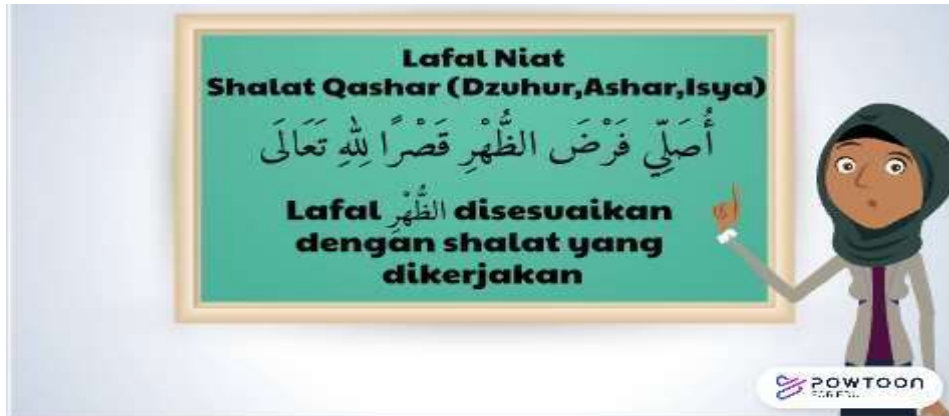 Lafal Niat
Shalat Qashar (Dzuhur,Ashar,Isya)
أُصَلِّي فَرْضَ الظُّهْرِ قَصْرًا لِلّٰهِ تَعَالَى
Lafal الظُّهْرِ disesuaikan
dengan shalat yang
dikerjakan
POWTOON